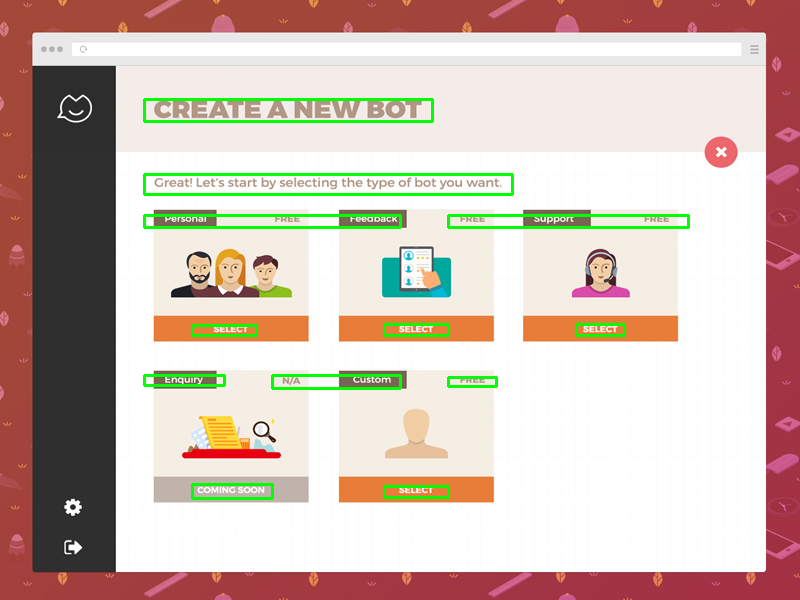 CREATE A NEW BOT
Great! Let's start by selecting the type of bot you want.
Personal FREE Feedback FREE Support FREE
SELECT SELECT SELECT
Enquiry N/A Custom FREE
COMING SOON SELECT